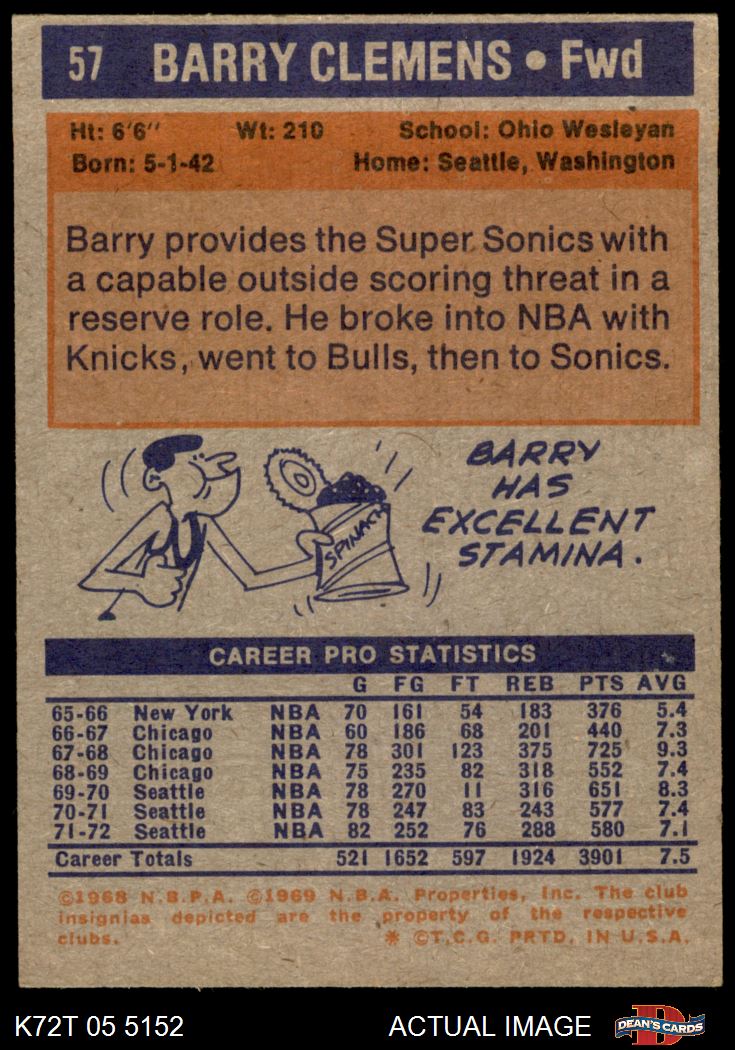 57 BARRY CLEMENS • Fwd
Ht: 6'6" Wt: 210 School: Ohio Wesleyan
Born: 5-1-42 Home: Seattle, Washington
Barry provides the Super Sonics with
a capable outside scoring threat in a
reserve role. He broke into NBA with
Knicks, went to Bulls, then to Sonics.
SPINACH
BARRY
HAS
EXCELLENT
STAMINA.
CAREER PRO STATISTICS
G FG FT REB PTS AVG
65-66 New York NBA 70 161 54 183 376 5.4
66-67 Chicago NBA 60 186 68 201 440 7.3
67-68 Chicago NBA 78 301 123 375 725 9.3
68-69 Chicago NBA 75 235 82 318 552 7.4
69-70 Seattle NBA 78 270 11 316 651 8.3
70-71 Seattle NBA 78 247 83 243 577 7.4
71-72 Seattle NBA 82 252 76 288 580 7.1
Career Totals 521 1652 597 1924 3901 7.5
©1968 N.B.P.A. ©1969 N.B.A. Properties, Inc. The club
insignias depicted are the property of the respective
clubs. * ©T.C.G. PRTD. IN U.S.A.
K72T 05 5152 ACTUAL IMAGE DEAN'S CARDS